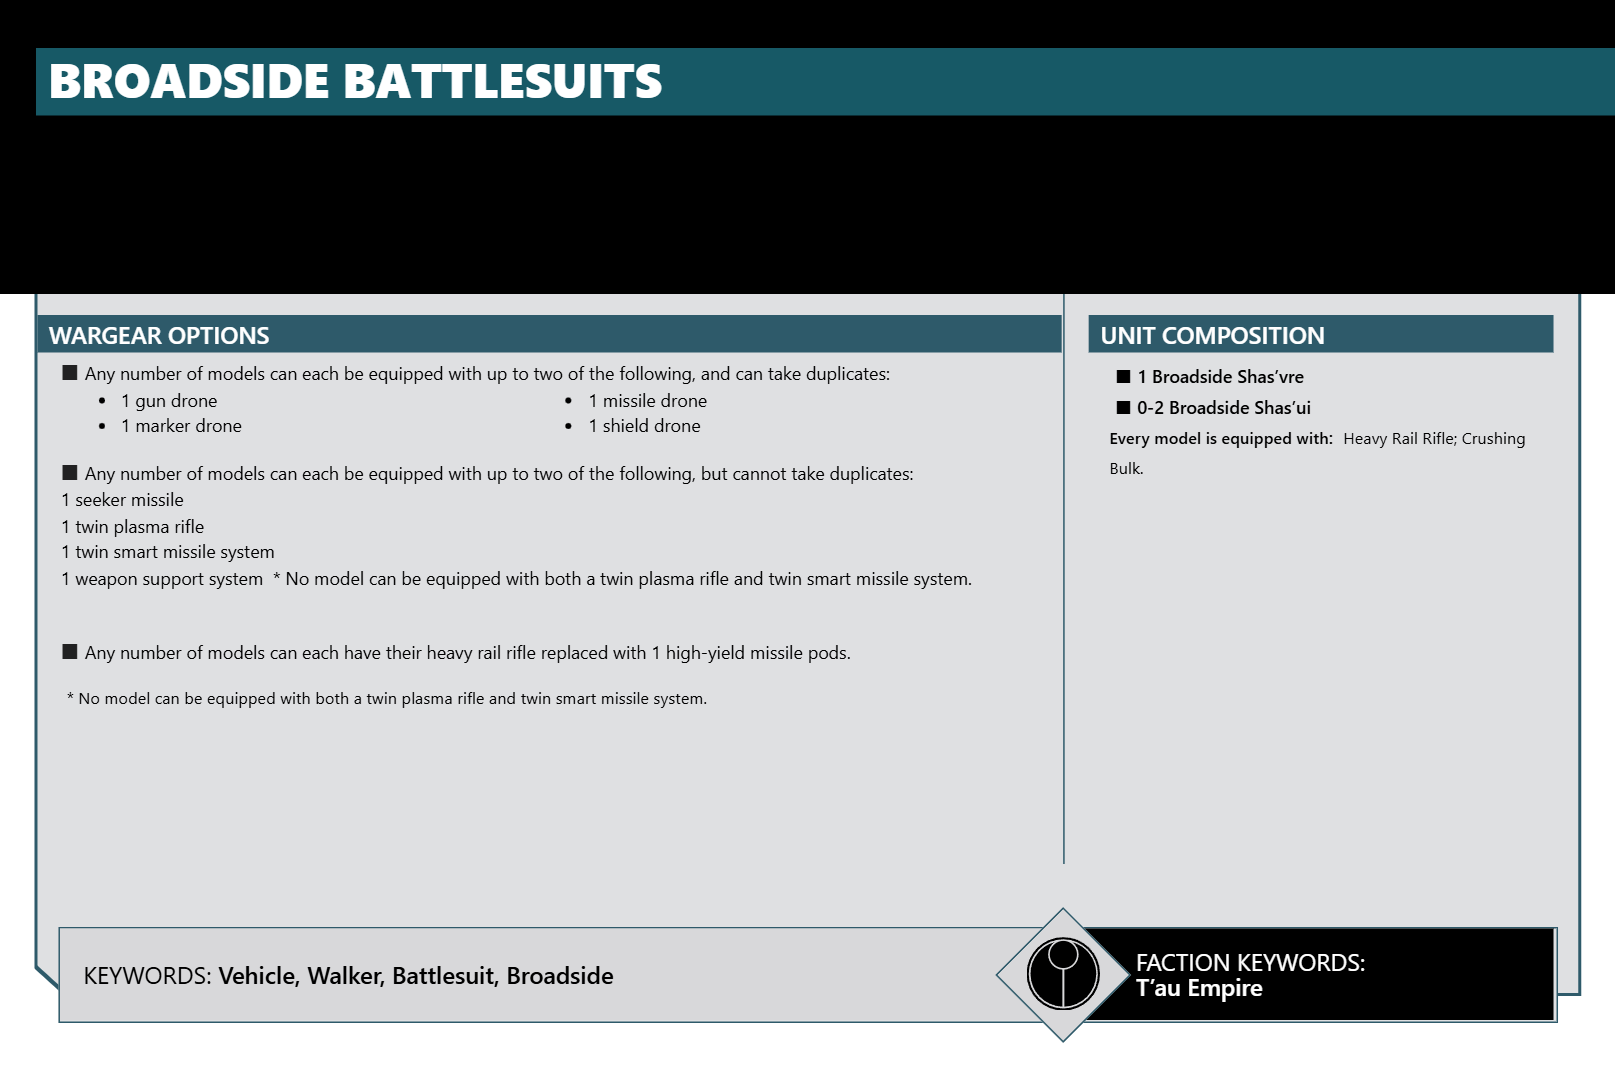 BROADSIDE BATTLESUITS
WARGEAR OPTIONS
■ Any number of models can each be equipped with up to two of the following, and can take duplicates:
• 1 gun drone
• 1 marker drone
• 1 missile drone
• 1 shield drone
■ Any number of models can each be equipped with up to two of the following, but cannot take duplicates:
1 seeker missile
1 twin plasma rifle
1 twin smart missile system
1 weapon support system * No model can be equipped with both a twin plasma rifle and twin smart missile system.
■ Any number of models can each have their heavy rail rifle replaced with 1 high-yield missile pods.
* No model can be equipped with both a twin plasma rifle and twin smart missile system.
UNIT COMPOSITION
■ 1 Broadside Shas’vre
■ 0-2 Broadside Shas’ui
Every model is equipped with: Heavy Rail Rifle; Crushing
Bulk.
KEYWORDS: Vehicle, Walker, Battlesuit, Broadside
FACTION KEYWORDS:
T’au Empire